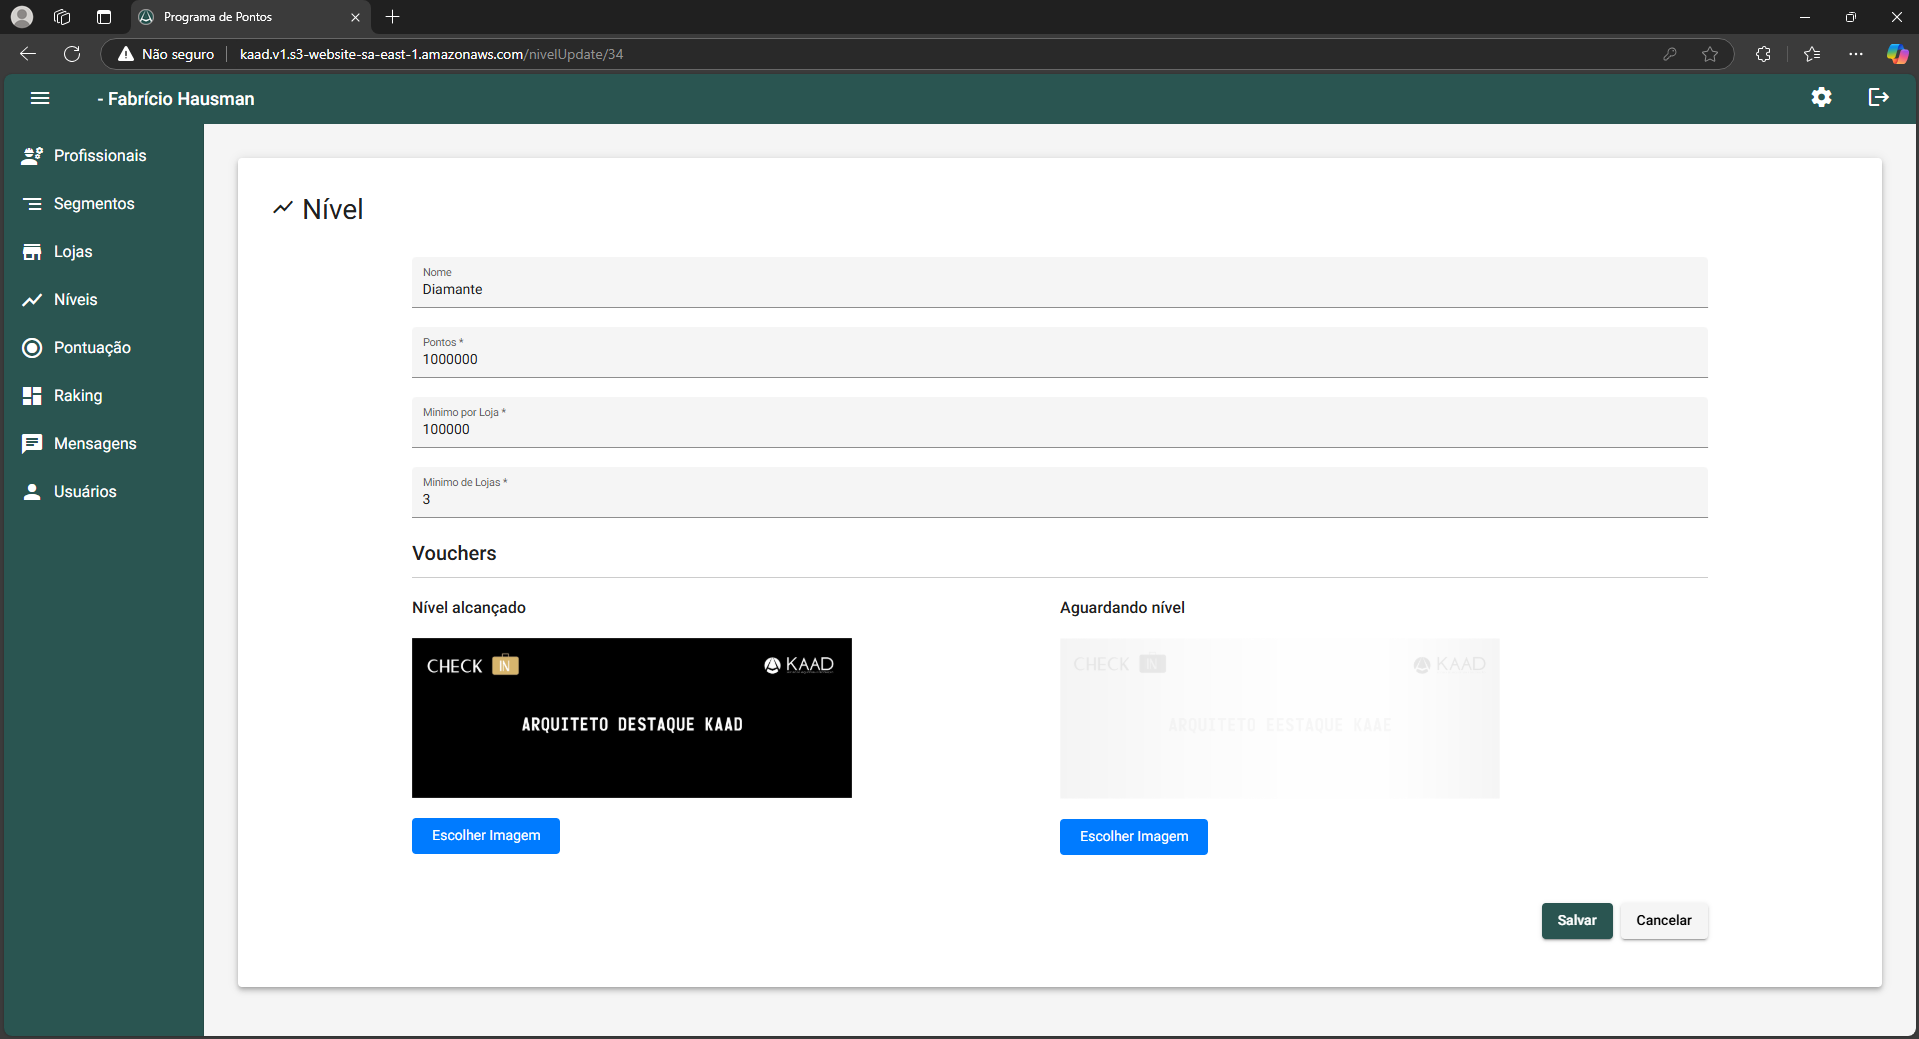 Programa de Pontos
Não seguro
kaad.v1.s3-website-sa-east-1.amazonaws.com/nivelUpdate/34
- Fabrício Hausman
Profissionais
Segmentos
Lojas
Níveis
Pontuação
Raking
Mensagens
Usuários
Nível
Nome
Diamante
Pontos *
1000000
Minimo por Loja *
100000
Minimo de Lojas *
3
Vouchers
Nível alcançado
CHECK IN
KAAD
ARQUITETO DESTAQUE KAAD
Escolher Imagem
Aguardando nível
CHECK IN
KAAD
ARQUITETO EESTAQUE KAAE
Escolher Imagem
Salvar
Cancelar